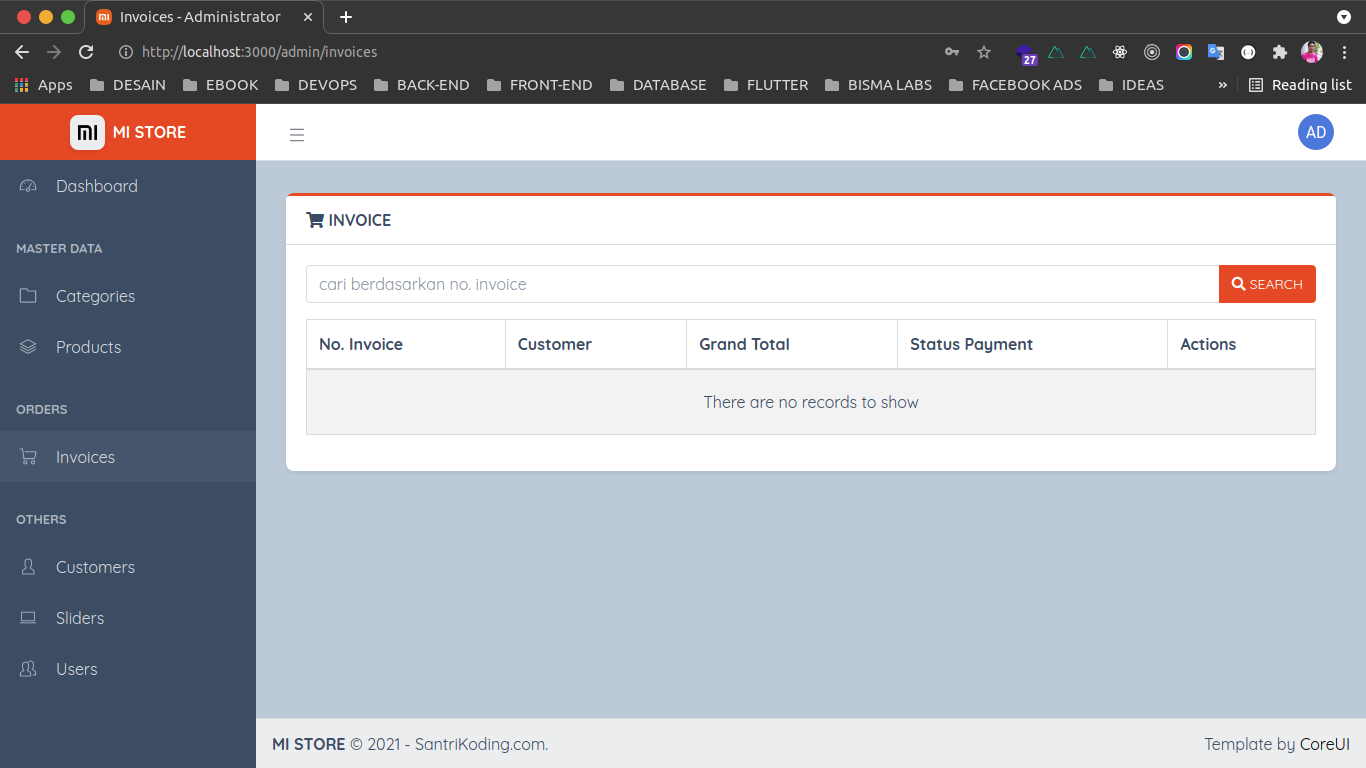 Invoices - Administrator
http://localhost:3000/admin/invoices
27
Apps DESAIN EBOOK DEVOPS BACK-END FRONT-END DATABASE FLUTTER BISMA LABS FACEBOOK ADS IDEAS » Reading list
MI STORE
AD
Dashboard
MASTER DATA
Categories
Products
ORDERS
Invoices
OTHERS
Customers
Sliders
Users
INVOICE
cari berdasarkan no. invoice
SEARCH
No. Invoice Customer Grand Total Status Payment Actions
There are no records to show
MI STORE © 2021 - SantriKoding.com.
Template by CoreUI